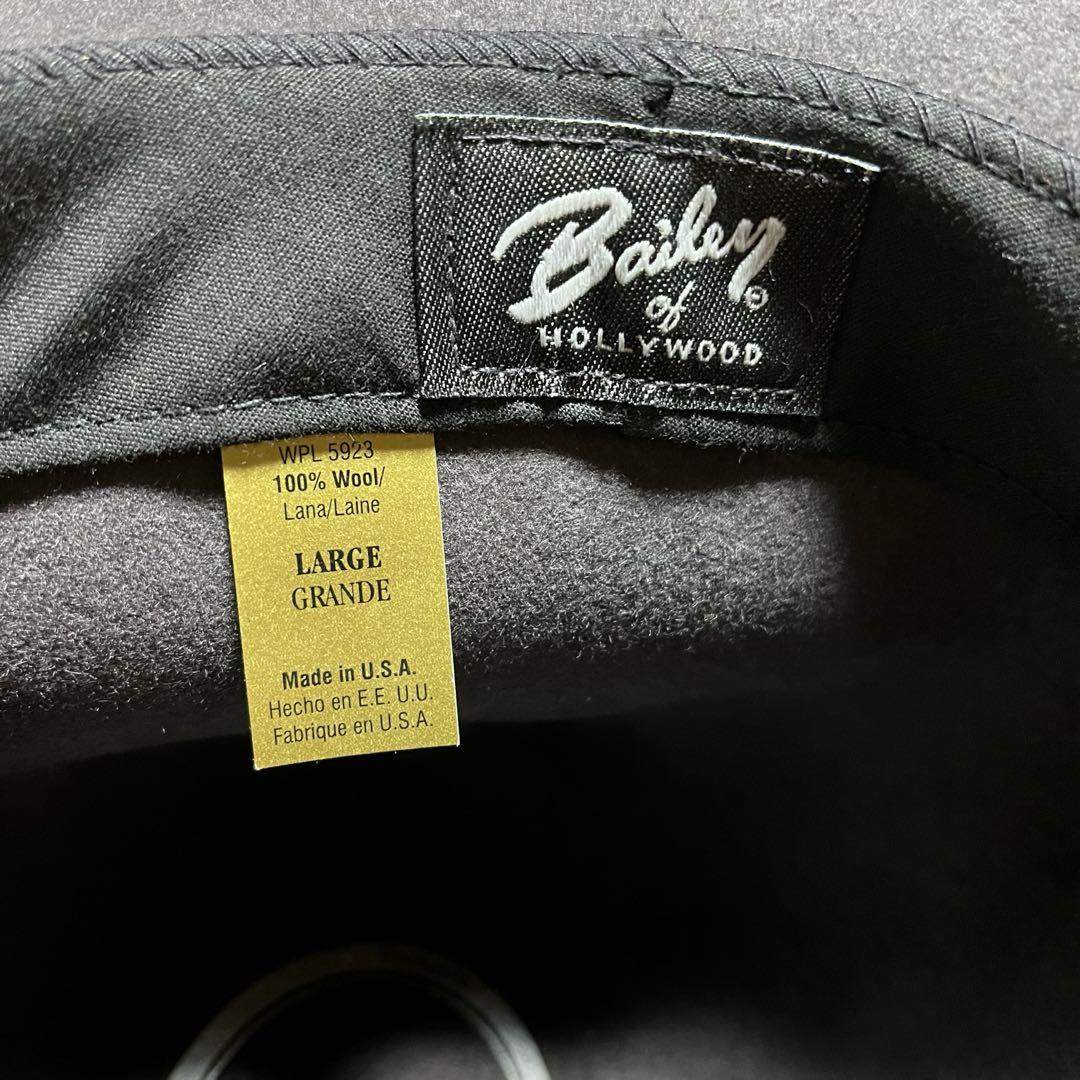 Bailey®
of
HOLLYWOOD
WPL 5923
100% Wool/
Lana/Laine
LARGE
GRANDE
Made in U.S.A.
Hecho en E.E. U.U.
Fabrique en U.S.A.